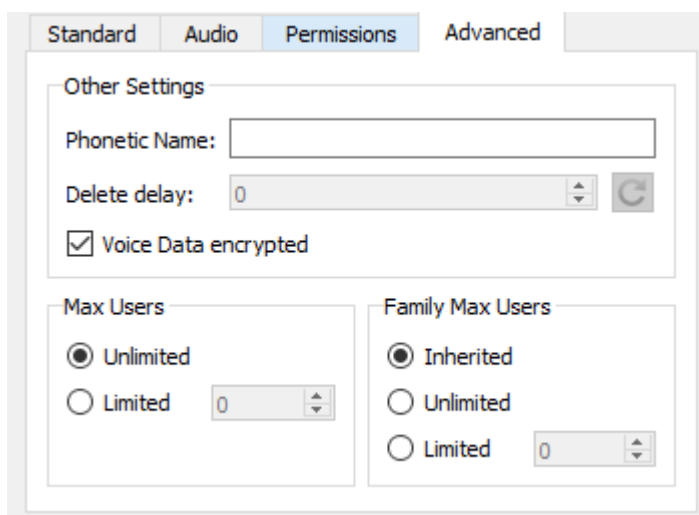 Standard Audio Permissions Advanced
Other Settings
Phonetic Name:
Delete delay: 0
Voice Data encrypted
Max Users Family Max Users
Unlimited Inherited
Limited 0 Unlimited
Limited 0